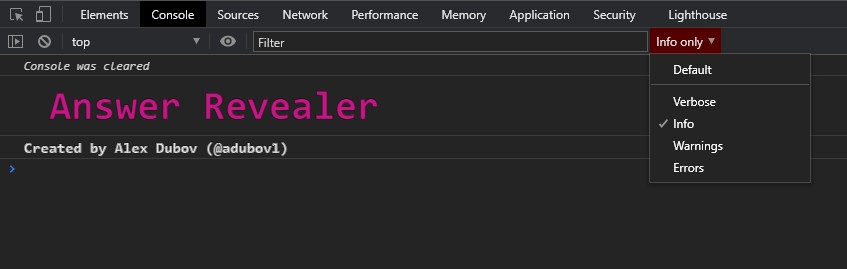 Elements Console Sources Network Performance Memory Application Security Lighthouse
top Filter Info only
Console was cleared
Default
Answer Revealer
Verbose
Info
Warnings
Created by Alex Dubov (@adubov1)
Errors